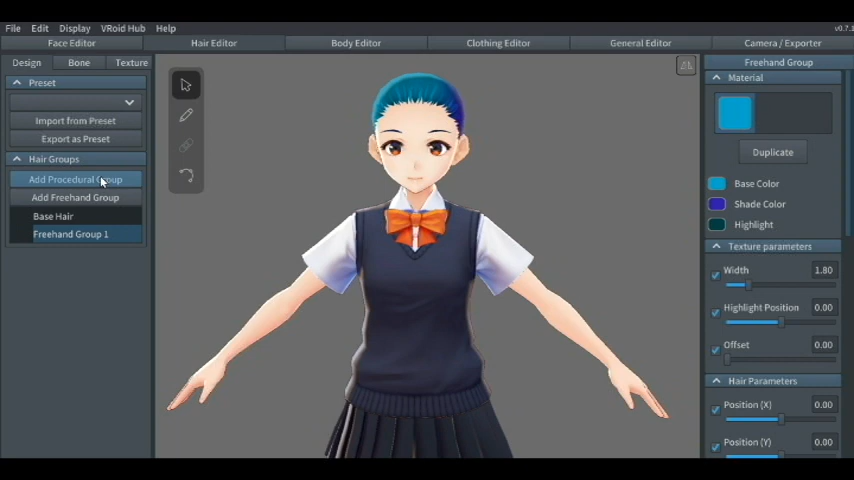 File Edit Display VRoid Hub Help
v0.7.
Face Editor Hair Editor Body Editor Clothing Editor General Editor Camera / Exporter
Design Bone Texture
Preset
Import from Preset
Export as Preset
Hair Groups
Add Procedural Group
Add Freehand Group
Base Hair
Freehand Group 1
Freehand Group
Material
Duplicate
Base Color
Shade Color
Highlight
Texture parameters
Width 1.80
Highlight Position 0.00
Offset 0.00
Hair Parameters
Position (X) 0.00
Position (Y) 0.00